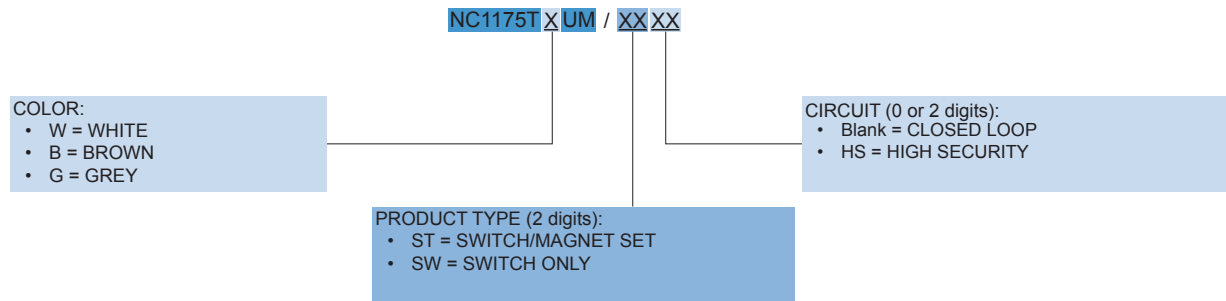 NC1175T X UM / XX XX
COLOR:
• W = WHITE
• B = BROWN
• G = GREY
CIRCUIT (0 or 2 digits):
• Blank = CLOSED LOOP
• HS = HIGH SECURITY
PRODUCT TYPE (2 digits):
• ST = SWITCH/MAGNET SET
• SW = SWITCH ONLY